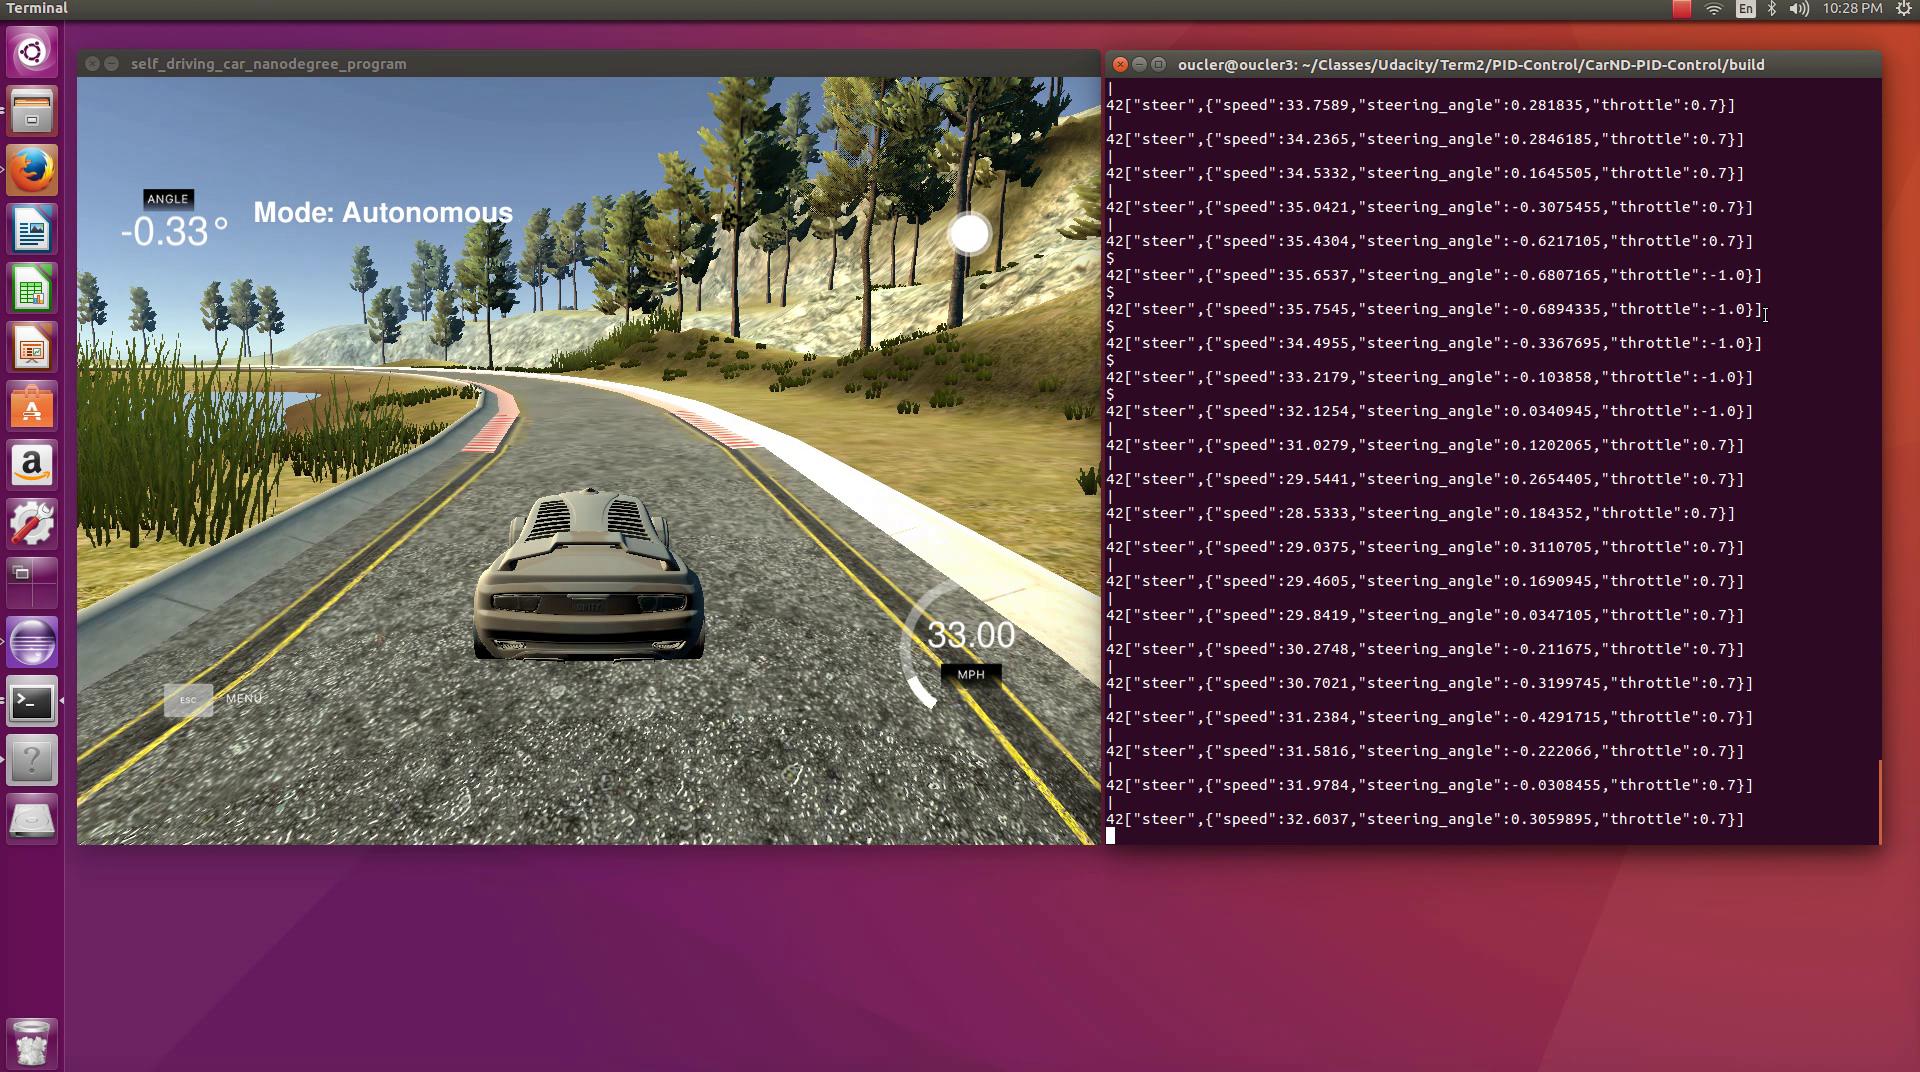 Terminal
En
10:28 PM
self_driving_car_nanodegree_program
ANGLE
-0.33°
Mode: Autonomous
33.00
MPH
ESC MENU
oucler@oucler3: ~/Classes/Udacity/Term2/PID-Control/CarND-PID-Control/build
|
42["steer",{"speed":33.7589,"steering_angle":0.281835,"throttle":0.7}]
|
42["steer",{"speed":34.2365,"steering_angle":0.2846185,"throttle":0.7}]
|
42["steer",{"speed":34.5332,"steering_angle":0.1645505,"throttle":0.7}]
|
42["steer",{"speed":35.0421,"steering_angle":-0.3075455,"throttle":0.7}]
|
42["steer",{"speed":35.4304,"steering_angle":-0.6217105,"throttle":0.7}]
$
42["steer",{"speed":35.6537,"steering_angle":-0.6807165,"throttle":-1.0}]
$
42["steer",{"speed":35.7545,"steering_angle":-0.6894335,"throttle":-1.0}]
$
42["steer",{"speed":34.4955,"steering_angle":-0.3367695,"throttle":-1.0}]
$
42["steer",{"speed":33.2179,"steering_angle":-0.103858,"throttle":-1.0}]
$
42["steer",{"speed":32.1254,"steering_angle":0.0340945,"throttle":-1.0}]
|
42["steer",{"speed":31.0279,"steering_angle":0.1202065,"throttle":0.7}]
|
42["steer",{"speed":29.5441,"steering_angle":0.2654405,"throttle":0.7}]
|
42["steer",{"speed":28.5333,"steering_angle":0.184352,"throttle":0.7}]
|
42["steer",{"speed":29.0375,"steering_angle":0.3110705,"throttle":0.7}]
|
42["steer",{"speed":29.4605,"steering_angle":0.1690945,"throttle":0.7}]
|
42["steer",{"speed":29.8419,"steering_angle":0.0347105,"throttle":0.7}]
|
42["steer",{"speed":30.2748,"steering_angle":-0.211675,"throttle":0.7}]
|
42["steer",{"speed":30.7021,"steering_angle":-0.3199745,"throttle":0.7}]
|
42["steer",{"speed":31.2384,"steering_angle":-0.4291715,"throttle":0.7}]
|
42["steer",{"speed":31.5816,"steering_angle":-0.222066,"throttle":0.7}]
|
42["steer",{"speed":31.9784,"steering_angle":-0.0308455,"throttle":0.7}]
|
42["steer",{"speed":32.6037,"steering_angle":0.3059895,"throttle":0.7}]